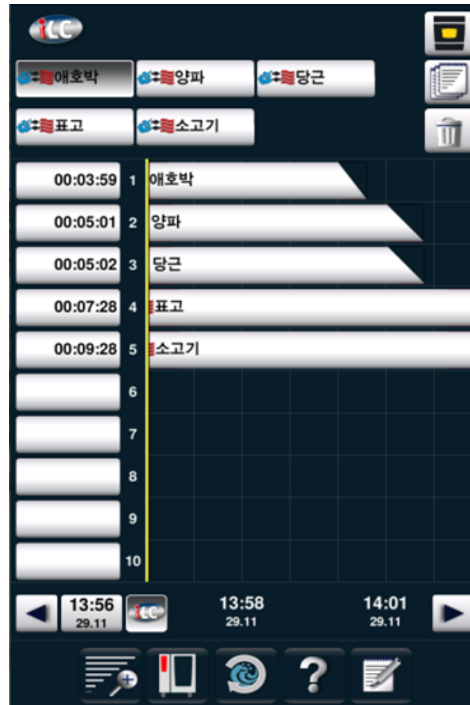 iLC
애호박 양파 당근
표고 소고기
00:03:59 1 애호박
00:05:01 2 양파
00:05:02 3 당근
00:07:28 4 표고
00:09:28 5 소고기
6
7
8
9
10
13:56 iLC 13:58 14:01
29.11 29.11 29.11
?